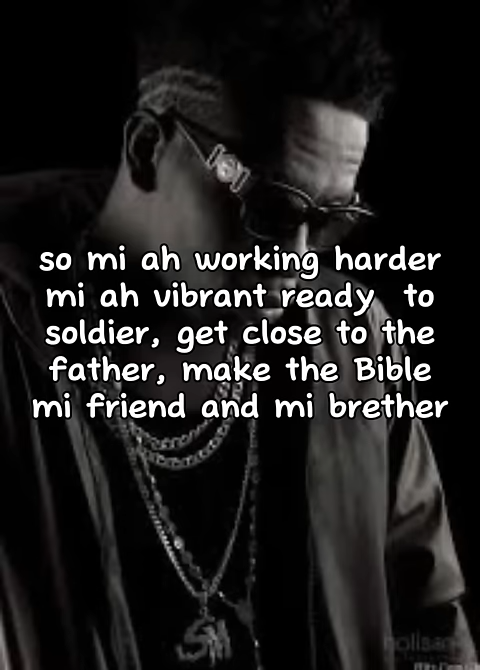 so mi ah working harder
mi ah vibrant ready to
soldier, get close to the
father, make the Bible
mi friend and mi brether
SM